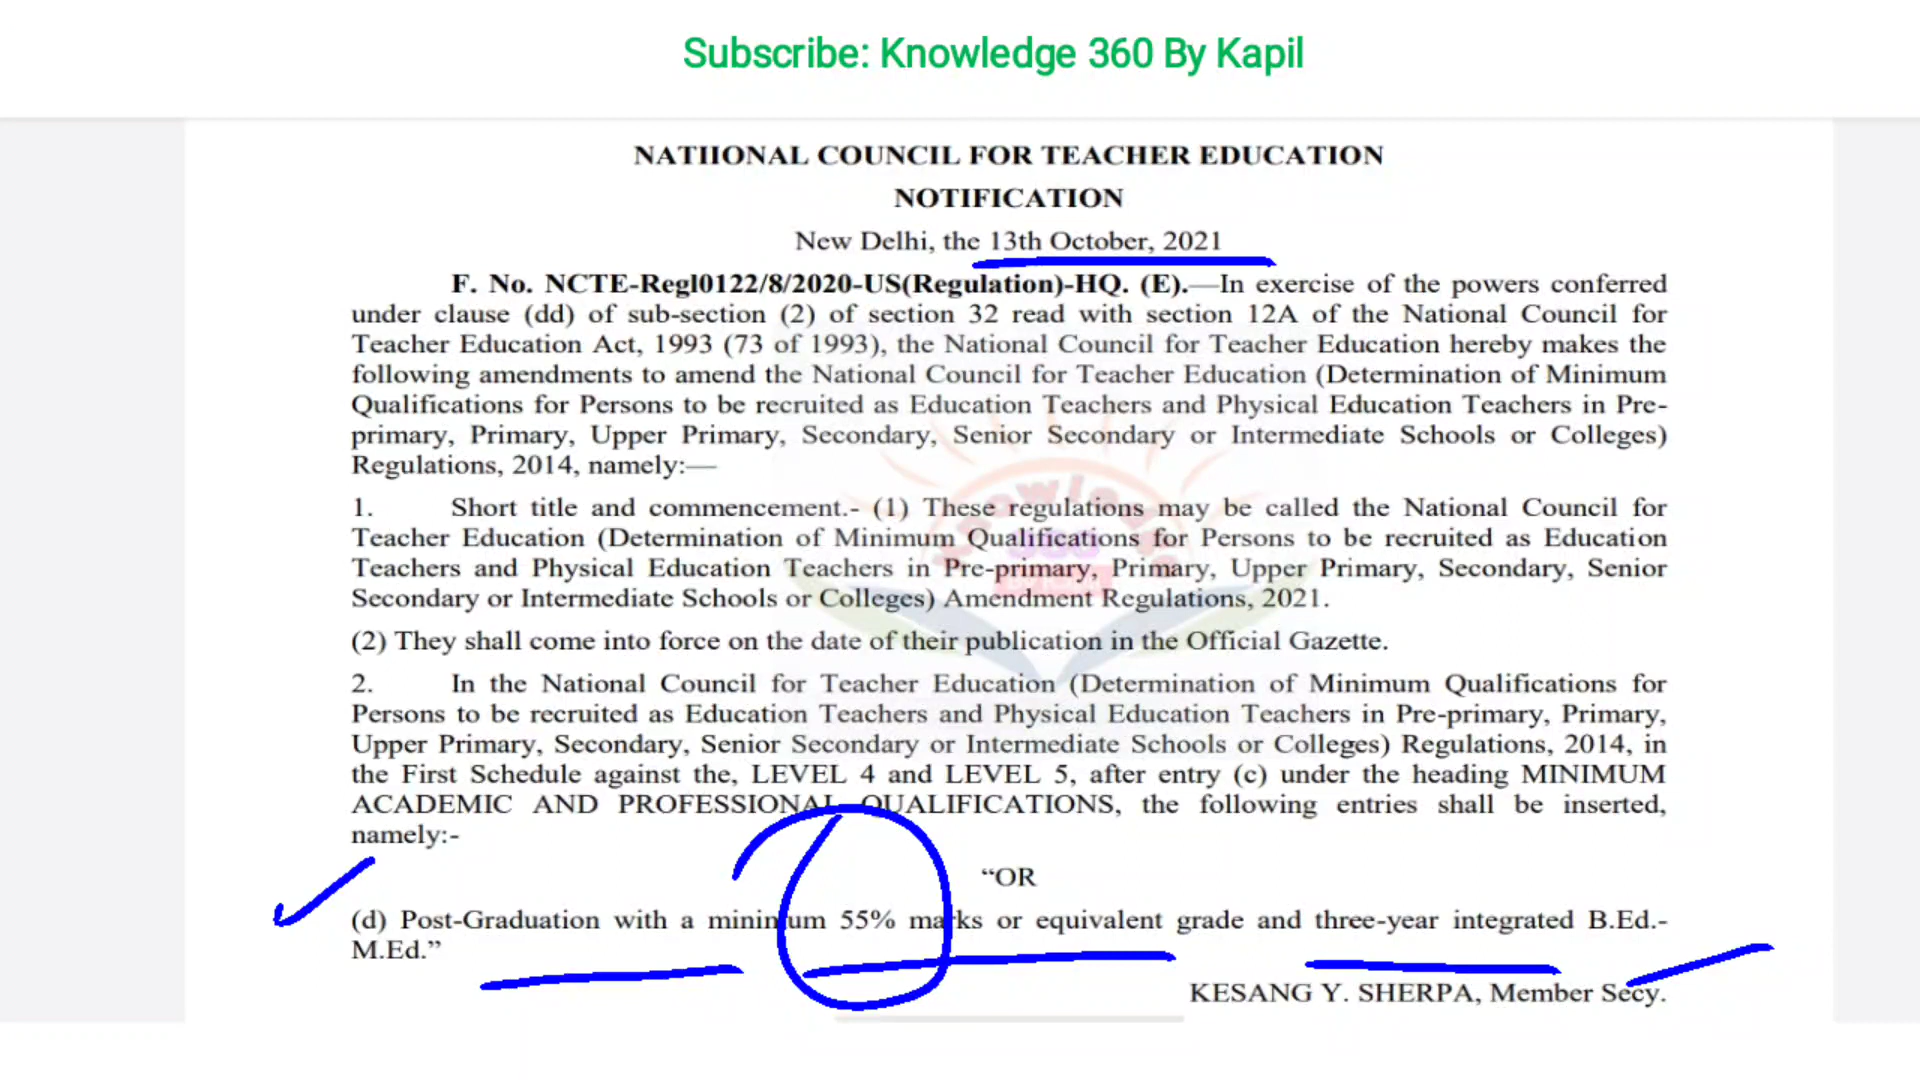 Subscribe: Knowledge 360 By Kapil
NATIIONAL COUNCIL FOR TEACHER EDUCATION
NOTIFICATION
New Delhi, the 13th October, 2021
F. No. NCTE-Regl0122/8/2020-US(Regulation)-HQ. (E).—In exercise of the powers conferred
under clause (dd) of sub-section (2) of section 32 read with section 12A of the National Council for
Teacher Education Act, 1993 (73 of 1993), the National Council for Teacher Education hereby makes the
following amendments to amend the National Council for Teacher Education (Determination of Minimum
Qualifications for Persons to be recruited as Education Teachers and Physical Education Teachers in Pre-
primary, Primary, Upper Primary, Secondary, Senior Secondary or Intermediate Schools or Colleges)
Regulations, 2014, namely:—
1. Short title and commencement.- (1) These regulations may be called the National Council for
Teacher Education (Determination of Minimum Qualifications for Persons to be recruited as Education
Teachers and Physical Education Teachers in Pre-primary, Primary, Upper Primary, Secondary, Senior
Secondary or Intermediate Schools or Colleges) Amendment Regulations, 2021.
(2) They shall come into force on the date of their publication in the Official Gazette.
2. In the National Council for Teacher Education (Determination of Minimum Qualifications for
Persons to be recruited as Education Teachers and Physical Education Teachers in Pre-primary, Primary,
Upper Primary, Secondary, Senior Secondary or Intermediate Schools or Colleges) Regulations, 2014, in
the First Schedule against the, LEVEL 4 and LEVEL 5, after entry (c) under the heading MINIMUM
ACADEMIC AND PROFESSIONAL QUALIFICATIONS, the following entries shall be inserted,
namely:-
“OR
(d) Post-Graduation with a minimum 55% marks or equivalent grade and three-year integrated B.Ed.-
M.Ed.”
KESANG Y. SHERPA, Member Secy.